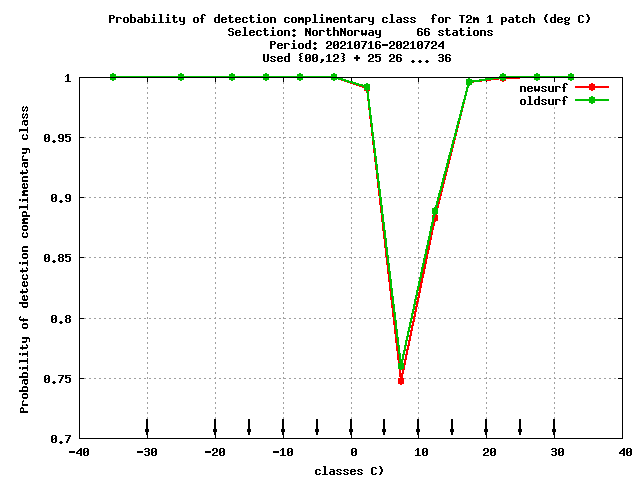 Probability of detection complimentary class  for T2m 1 patch (deg C)
Selection: NorthNorway     66 stations
Period: 20210716-20210724
Used {00,12} + 25 26 ... 36
newsurf
oldsurf
Probability of detection complimentary class
1
0.95
0.9
0.85
0.8
0.75
0.7
-40 -30 -20 -10 0 10 20 30 40
classes C)